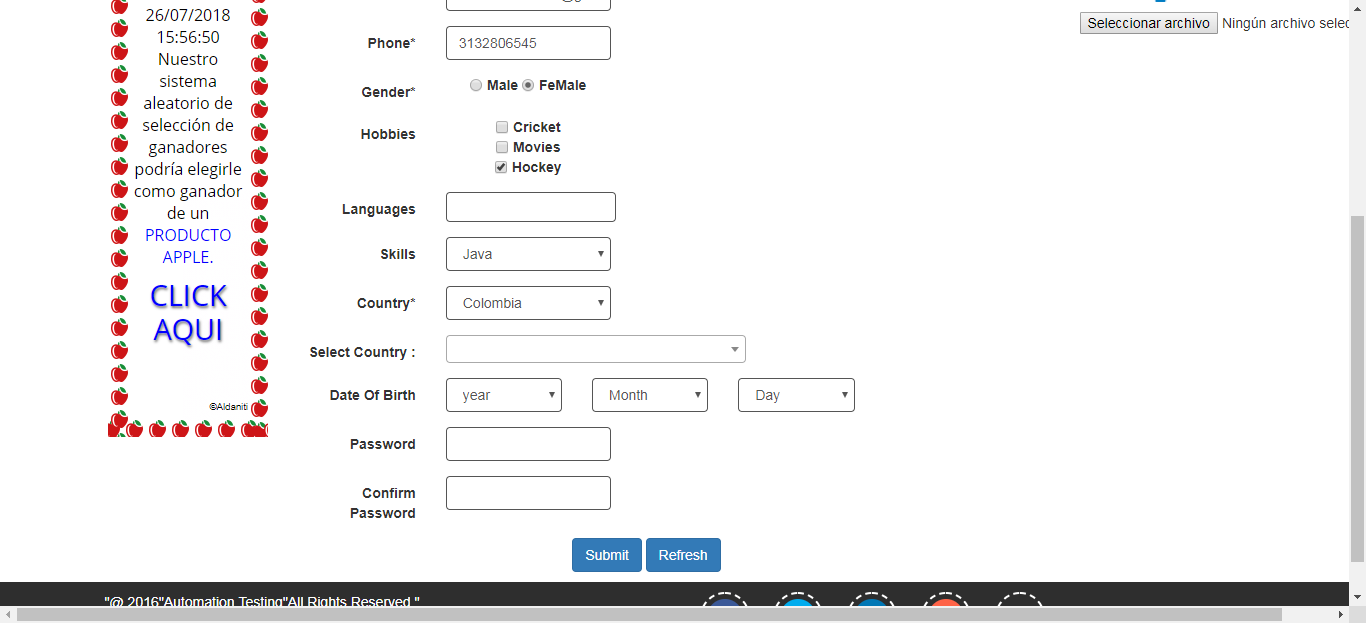 26/07/2018
15:56:50
Nuestro
sistema
aleatorio de
selección de
ganadores
podría elegirle
como ganador
de un
PRODUCTO
APPLE.
CLICK
AQUI
©Aldaniti
Seleccionar archivo Ningún archivo selec
Phone* 3132806545
Gender* Male FeMale
Hobbies Cricket
Movies
Hockey
Languages
Skills Java
Country* Colombia
Select Country :
Date Of Birth year Month Day
Password
Confirm
Password
Submit Refresh
"@ 2016"Automation Testing"All Rights Reserved "